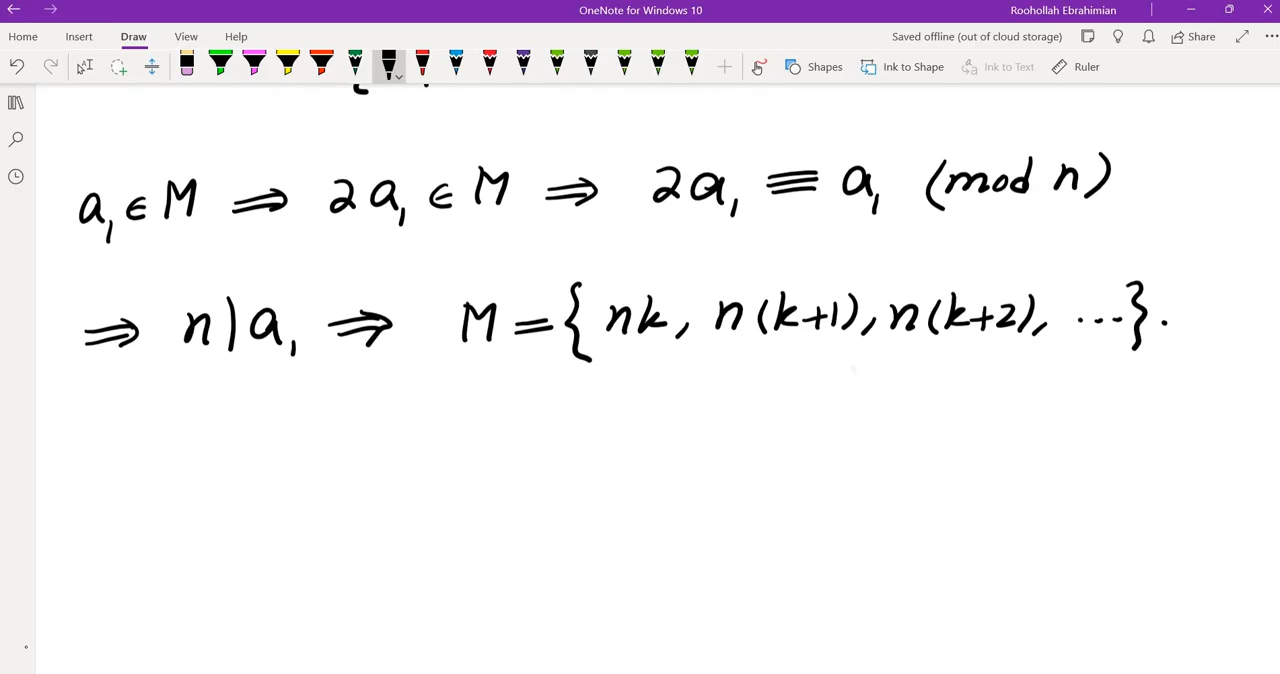 OneNote for Windows 10
Roohollah Ebrahimian
Home Insert Draw View Help
Saved offline (out of cloud storage) Share
Shapes Ink to Shape Ink to Text Ruler
a₁ ∈ M ⟹ 2a₁ ∈ M ⟹ 2a₁ ≡ a₁ (mod n)
⟹ n | a₁ ⟹ M = { nk, n(k+1), n(k+2), ... }.